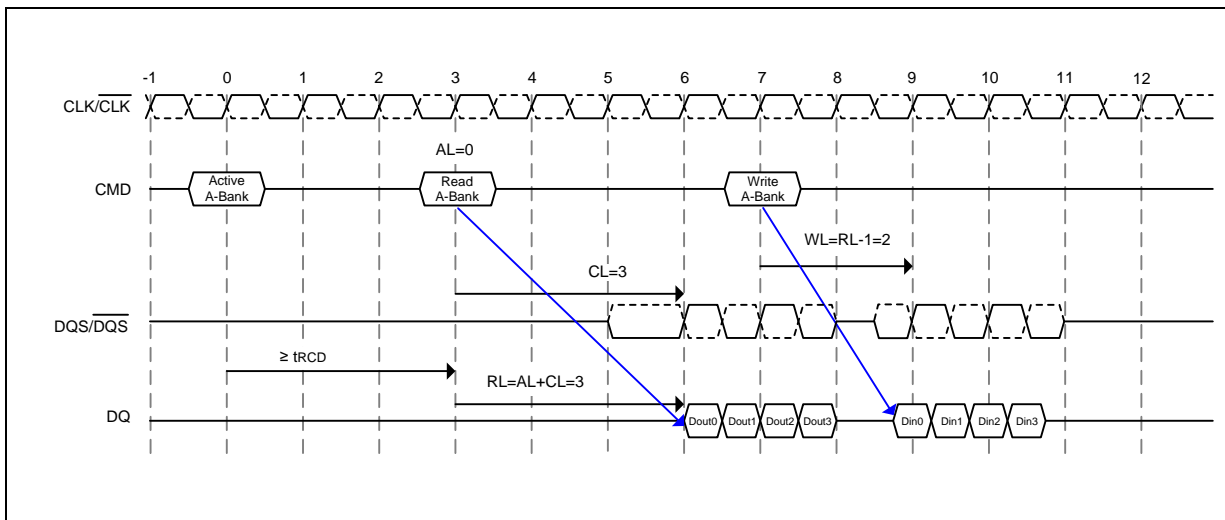 -1 0 1 2 3 4 5 6 7 8 9 10 11 12
CLK/CLK
AL=0
CMD
Active
A-Bank
Read
A-Bank
Write
A-Bank
WL=RL-1=2
CL=3
DQS/DQS
≥ tRCD
RL=AL+CL=3
DQ
Dout0 Dout1 Dout2 Dout3 Din0 Din1 Din2 Din3